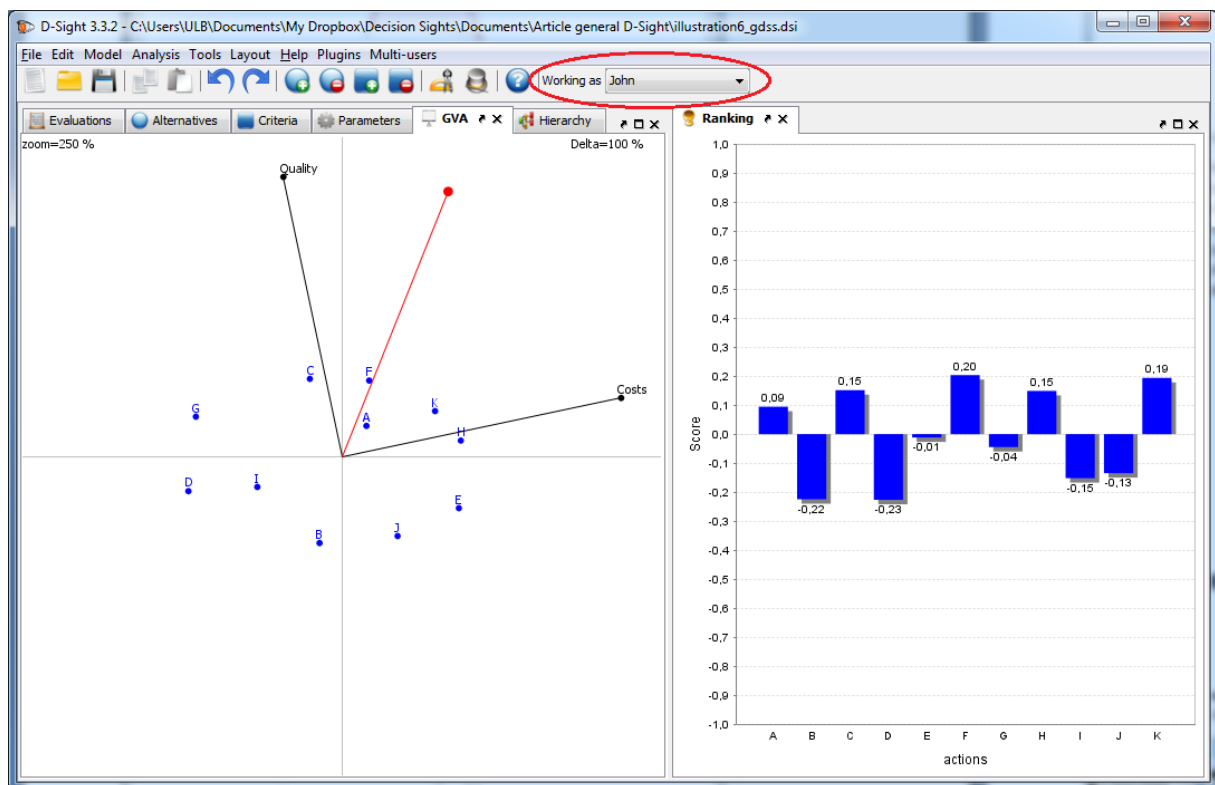 D-Sight 3.3.2 - C:\Users\ULB\Documents\My Dropbox\Decision Sights\Documents\Article general D-Sight\illustration6_gdss.dsi
File Edit Model Analysis Tools Layout Help Plugins Multi-users
Working as John
Evaluations Alternatives Criteria Parameters GVA Hierarchy
zoom=250 % Delta=100 %
Quality
C F
Costs
G K
A
H
D I
E
B J
Ranking
1,0
0,9
0,8
0,7
0,6
0,5
0,4
0,3
0,2
0,1
0,0
-0,1
-0,2
-0,3
-0,4
-0,5
-0,6
-0,7
-0,8
-0,9
-1,0
Score
0,09 -0,22 0,15 -0,23 -0,01 0,20 -0,04 0,15 -0,15 -0,13 0,19
A B C D E F G H I J K
actions